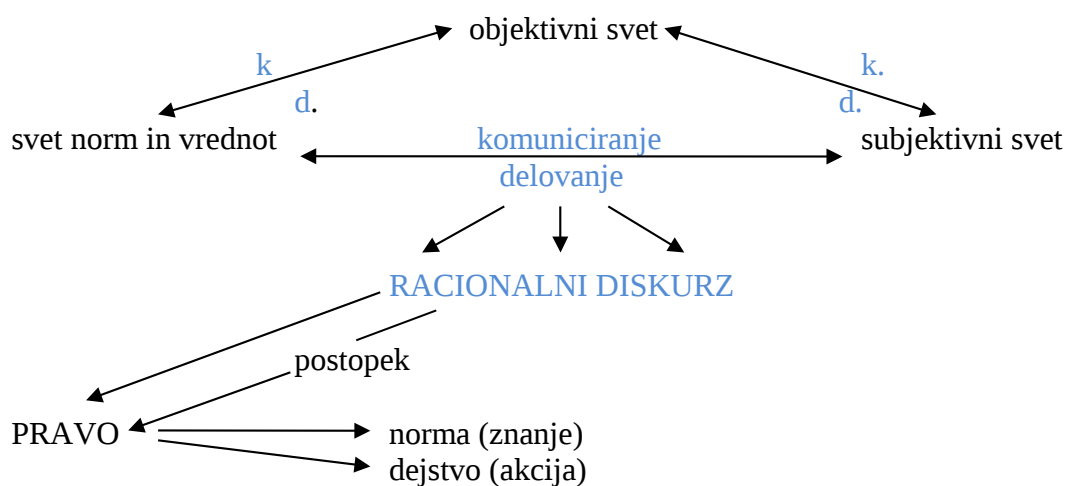 objektivni svet
k k.
d. d.
svet norm in vrednot komuniciranje subjektivni svet
delovanje
RACIONALNI DISKURZ
postopek
PRAVO norma (znanje)
dejstvo (akcija)